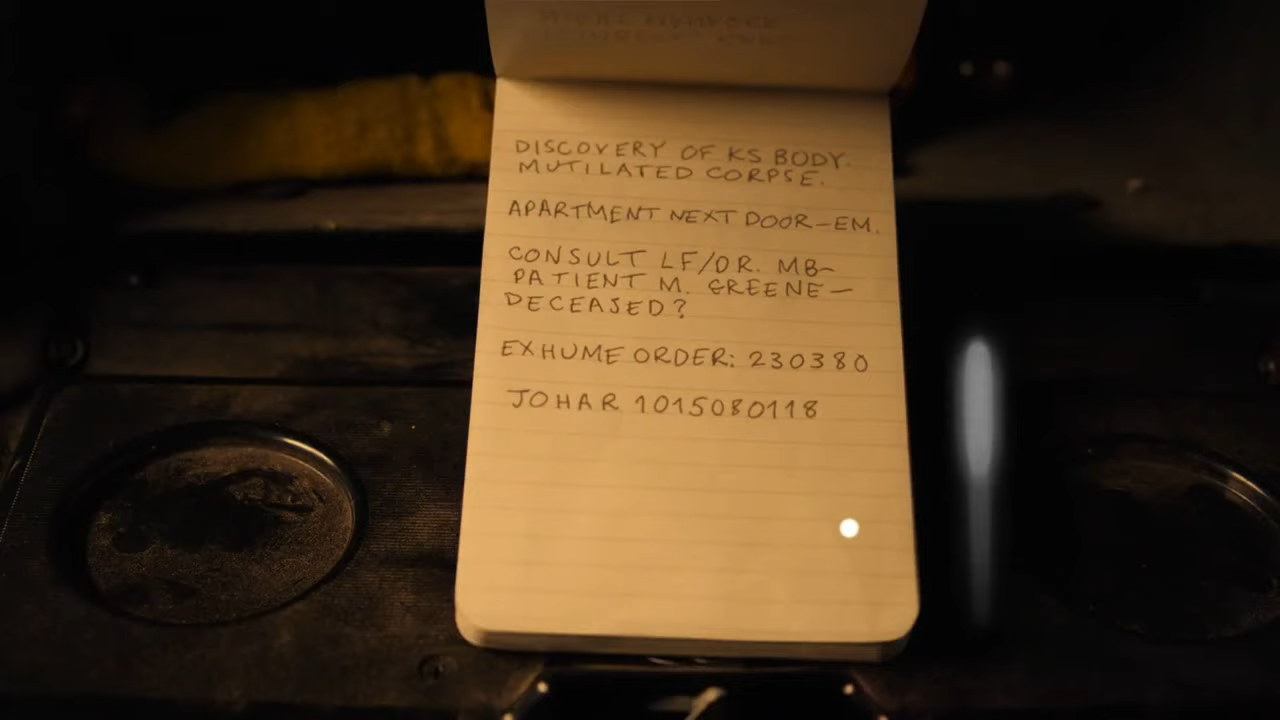 DISCOVERY OF KS BODY.
MUTILATED CORPSE.
APARTMENT NEXT DOOR-EM.
CONSULT LF/DR. MB-
PATIENT M. GREENE-
DECEASED?
EXHUME ORDER: 230380
JOHAR 1015080118